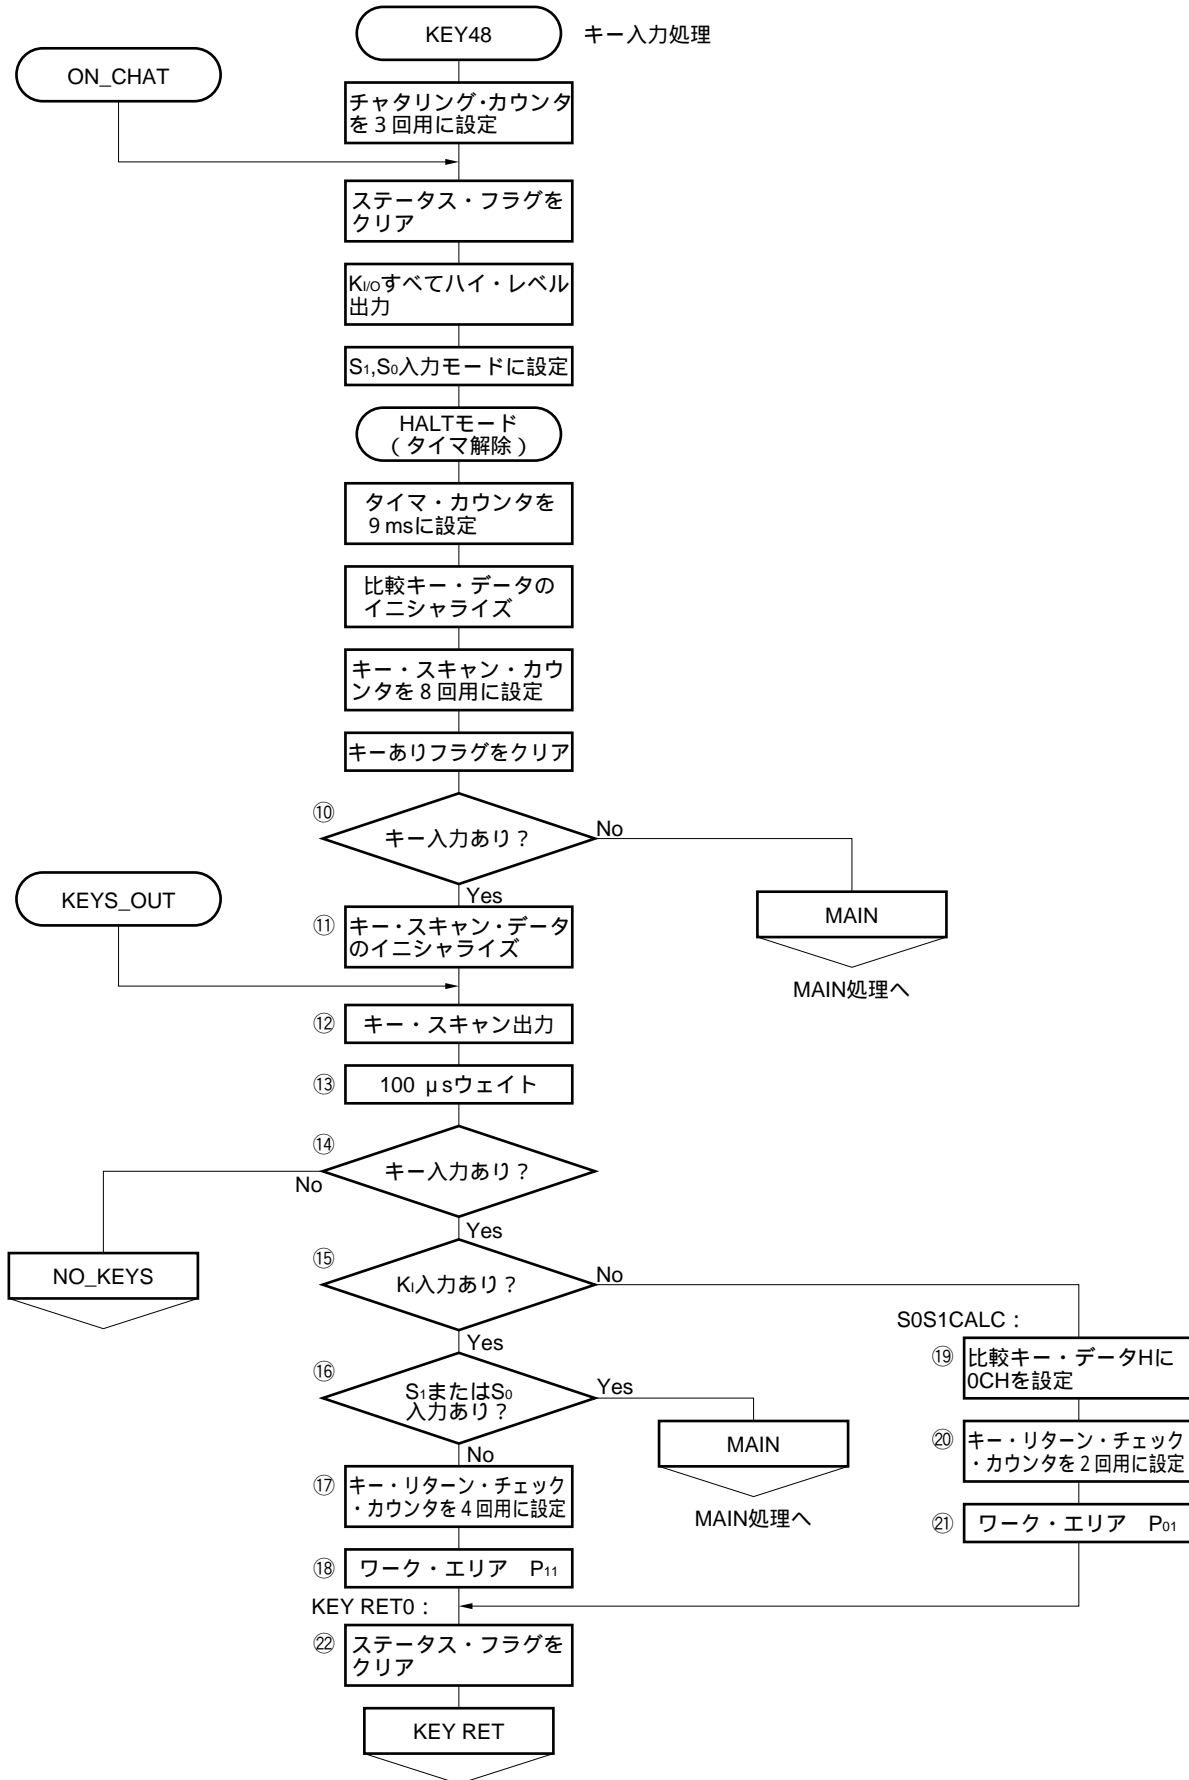 KEY48
キー入力処理
ON_CHAT
チャタリング・カウンタ
を3回用に設定
ステータス・フラグを
クリア
KI/Oすべてハイ・レベル
出力
S1,S0入力モードに設定
HALTモード
(タイマ解除)
タイマ・カウンタを
9 msに設定
比較キー・データの
イニシャライズ
キー・スキャン・カウ
ンタを8回用に設定
キーありフラグをクリア
⑩
キー入力あり?
No
Yes
KEYS_OUT
MAIN
MAIN処理へ
⑪
キー・スキャン・データ
のイニシャライズ
⑫
キー・スキャン出力
⑬
100 μsウェイト
⑭
キー入力あり?
No
Yes
NO_KEYS
⑮
KI入力あり?
No
Yes
S0S1CALC:
⑯
S1またはS0
入力あり?
Yes
No
MAIN
MAIN処理へ
⑲
比較キー・データHに
0CHを設定
⑳
キー・リターン・チェック
・カウンタを2回用に設定
㉑
ワーク・エリア P01
⑰
キー・リターン・チェック
・カウンタを4回用に設定
⑱
ワーク・エリア P11
KEY RET0:
㉒
ステータス・フラグを
クリア
KEY RET